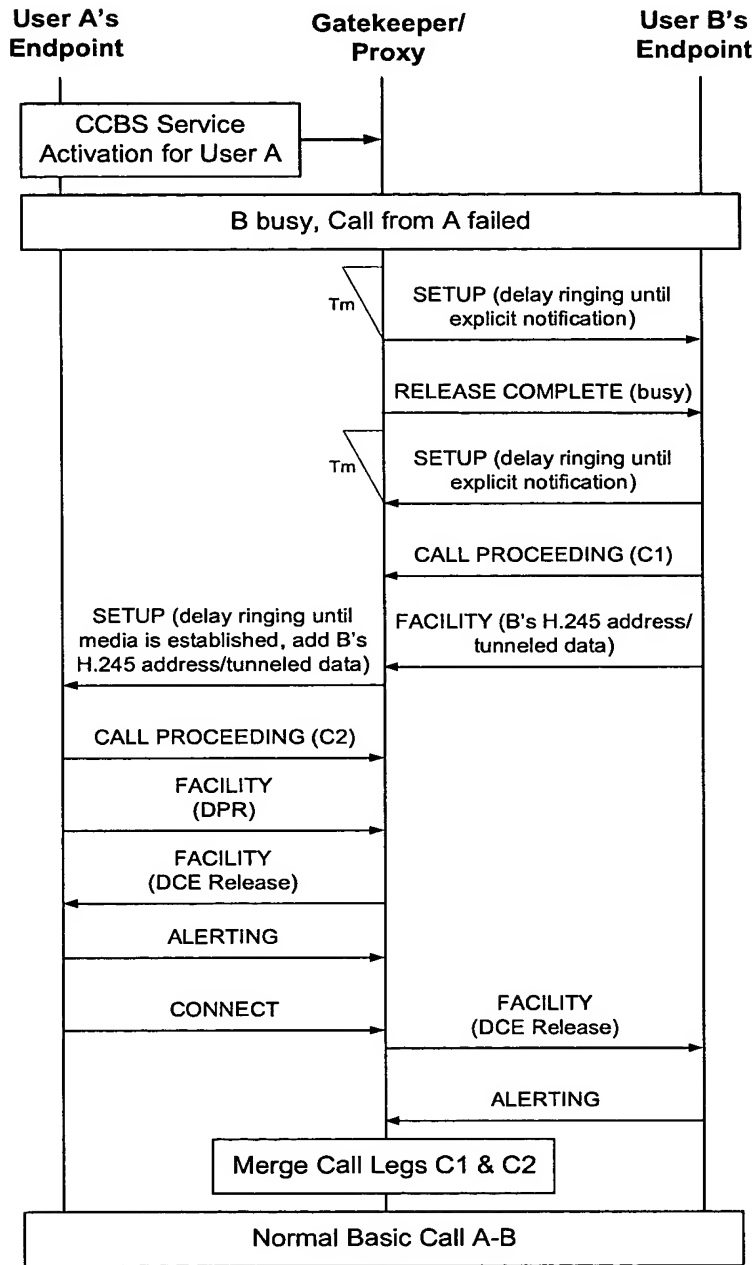 User A's
Endpoint
Gatekeeper/
Proxy
User B's
Endpoint
CCBS Service
Activation for User A
B busy, Call from A failed
Tm
SETUP (delay ringing until
explicit notification)
RELEASE COMPLETE (busy)
Tm
SETUP (delay ringing until
explicit notification)
CALL PROCEEDING (C1)
SETUP (delay ringing until
media is established, add B's
H.245 address/tunneled data)
FACILITY (B's H.245 address/
tunneled data)
CALL PROCEEDING (C2)
FACILITY
(DPR)
FACILITY
(DCE Release)
ALERTING
CONNECT
FACILITY
(DCE Release)
ALERTING
Merge Call Legs C1 & C2
Normal Basic Call A-B